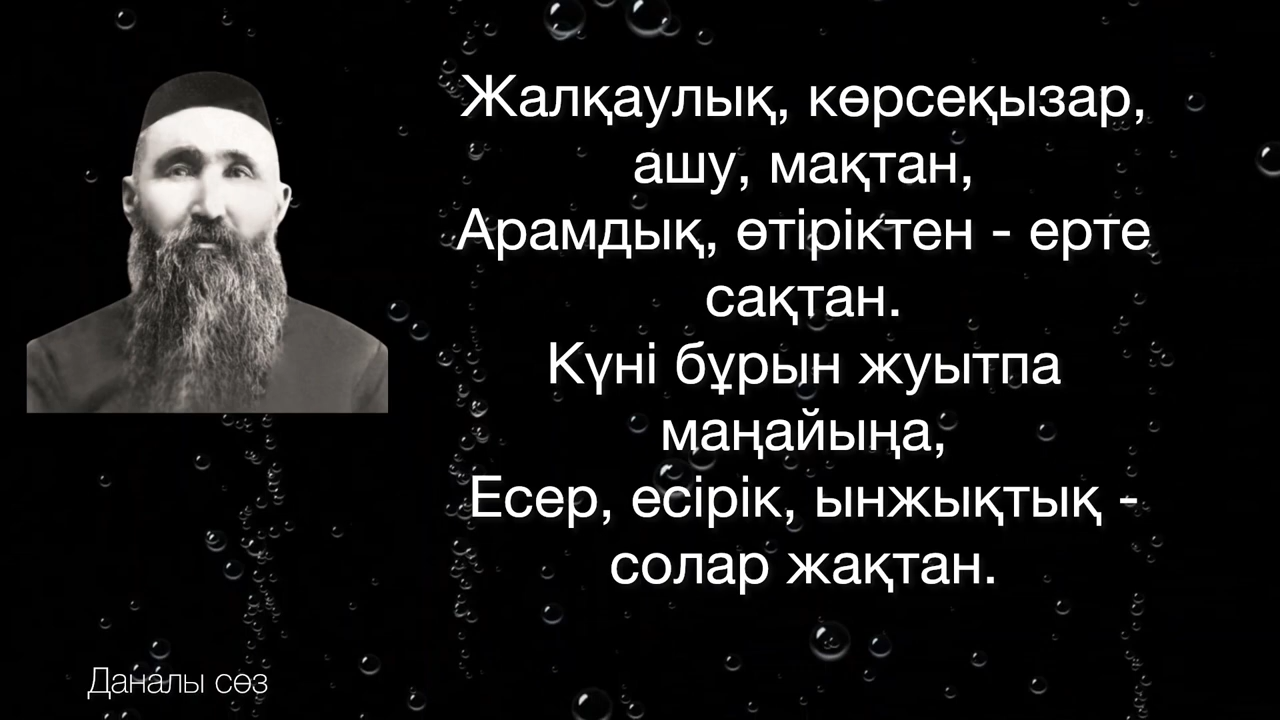 Жалқаулық, көрсеқызар,
ашу, мақтан,
Арамдық, өтіріктен - ерте
сақтан.
Күні бұрын жуытпа
маңайыңа,
Есер, есірік, ынжықтық -
солар жақтан.
Даналы сөз